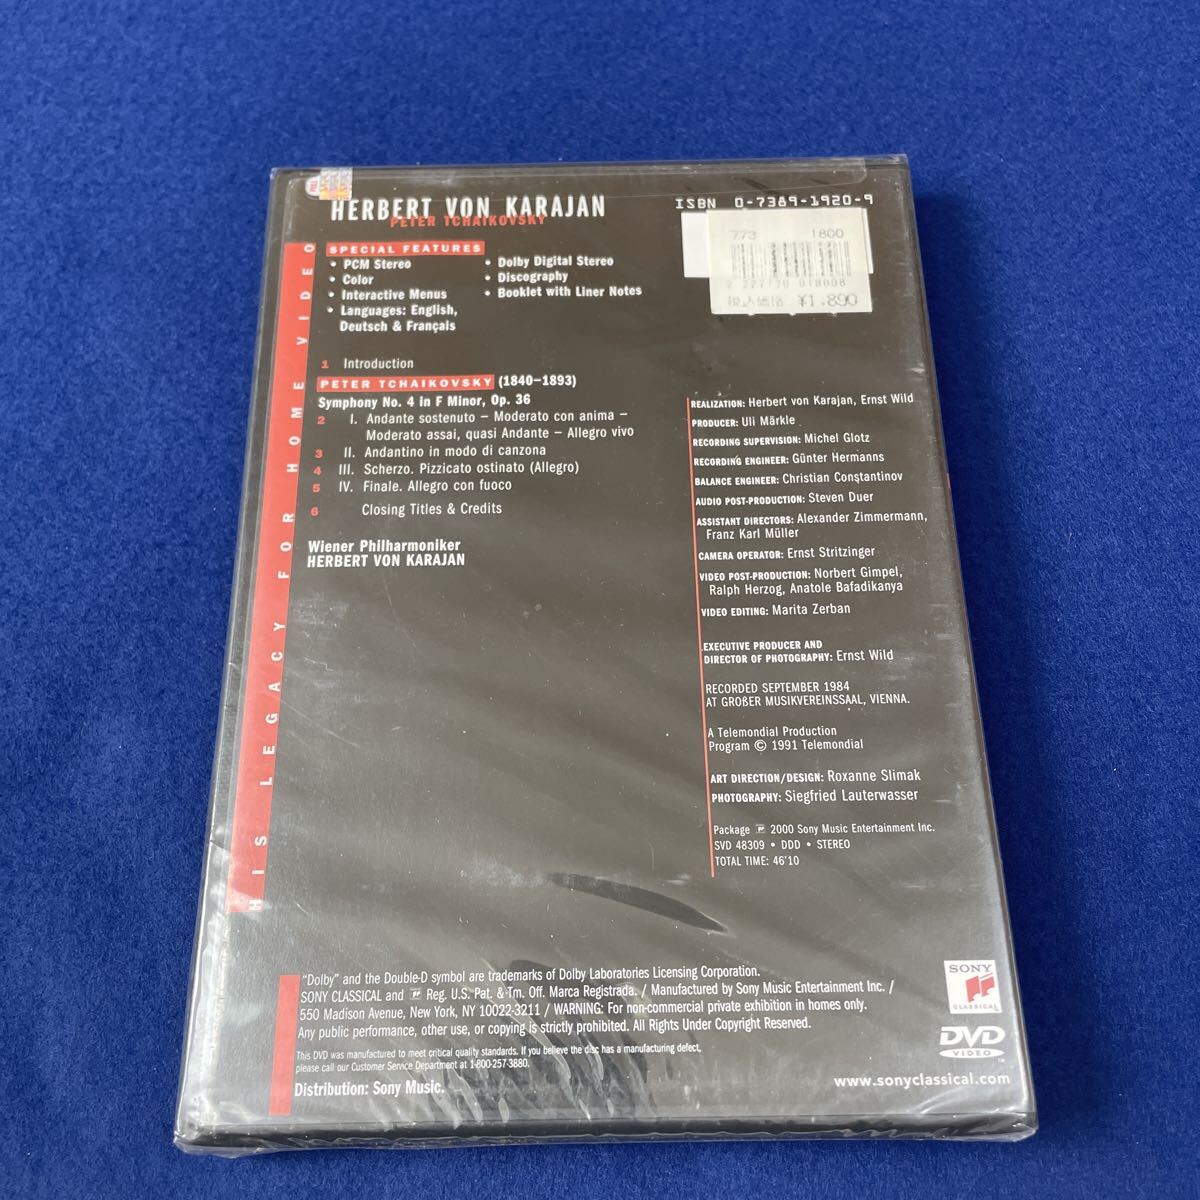 HERBERT VON KARAJAN
PETER TCHAIKOVSKY
ISBN 0-7389-1920-9
773 1800
¥1,890
HIS LEGACY FOR HOME VIDEO
SPECIAL FEATURES
• PCM Stereo
• Color
• Interactive Menus
• Languages: English,
Deutsch & Français
• Dolby Digital Stereo
• Discography
• Booklet with Liner Notes
1 Introduction
PETER TCHAIKOVSKY (1840–1893)
Symphony No. 4 in F Minor, Op. 36
2 I. Andante sostenuto – Moderato con anima –
Moderato assai, quasi Andante – Allegro vivo
3 II. Andantino in modo di canzona
4 III. Scherzo. Pizzicato ostinato (Allegro)
5 IV. Finale. Allegro con fuoco
6 Closing Titles & Credits
Wiener Philharmoniker
HERBERT VON KARAJAN
REALIZATION: Herbert von Karajan, Ernst Wild
PRODUCER: Uli Märkle
RECORDING SUPERVISION: Michel Glotz
RECORDING ENGINEER: Günter Hermanns
BALANCE ENGINEER: Christian Constantinov
AUDIO POST-PRODUCTION: Steven Duer
ASSISTANT DIRECTORS: Alexander Zimmermann,
Franz Karl Müller
CAMERA OPERATOR: Ernst Stritzinger
VIDEO POST-PRODUCTION: Norbert Gimpel,
Ralph Herzog, Anatole Bafadikanya
VIDEO EDITING: Marita Zerban
EXECUTIVE PRODUCER AND
DIRECTOR OF PHOTOGRAPHY: Ernst Wild
RECORDED SEPTEMBER 1984
AT GROßER MUSIKVEREINSSAAL, VIENNA.
A Telemondial Production
Program © 1991 Telemondial
ART DIRECTION/DESIGN: Roxanne Slimak
PHOTOGRAPHY: Siegfried Lauterwasser
Package 2000 Sony Music Entertainment Inc.
SVD 48309 • DDD • STEREO
TOTAL TIME: 46'10
"Dolby" and the Double-D symbol are trademarks of Dolby Laboratories Licensing Corporation.
SONY CLASSICAL and Reg. U.S. Pat. & Tm. Off. Marca Registrada. / Manufactured by Sony Music Entertainment Inc. /
550 Madison Avenue, New York, NY 10022-3211 / WARNING: For non-commercial private exhibition in homes only.
Any public performance, other use, or copying is strictly prohibited. All Rights Under Copyright Reserved.
This DVD was manufactured to meet critical quality standards. If you believe the disc has a manufacturing defect,
please call our Customer Service Department at 1-800-257-3880.
Distribution: Sony Music.
SONY
CLASSICAL
DVD
VIDEO
www.sonyclassical.com